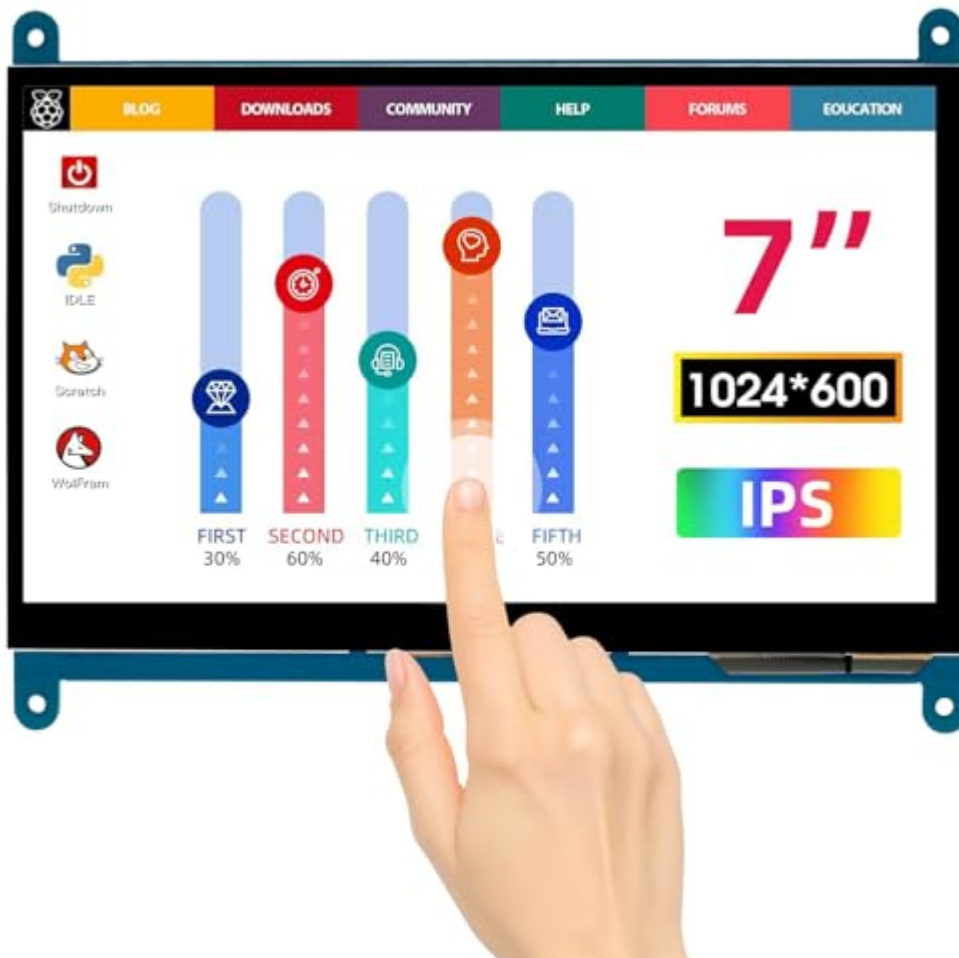 BLOG DOWNLOADS COMMUNITY HELP FORUMS EOUCATION
Shutdown
IDLE
Scratch
WolFram
7”
1024*600
IPS
FIRST SECOND THIRD FIFTH
30% 60% 40% 50%